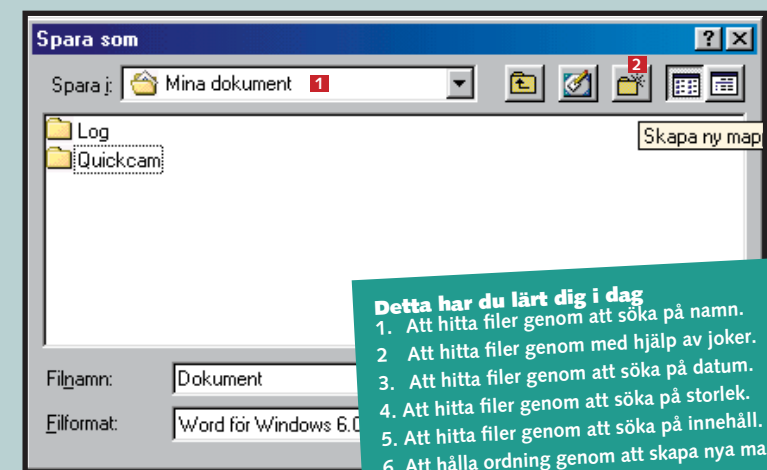 Spara som
Spara i: Mina dokument 1
2
Skapa ny mapp
Log
Quickcam
Filnamn: Dokument
Filformat: Word för Windows 6.0
Detta har du lärt dig i dag
1. Att hitta filer genom att söka på namn.
2 Att hitta filer genom med hjälp av joker.
3. Att hitta filer genom att söka på datum.
4. Att hitta filer genom att söka på storlek.
5. Att hitta filer genom att söka på innehåll.
6. Att hålla ordning genom att skapa nya